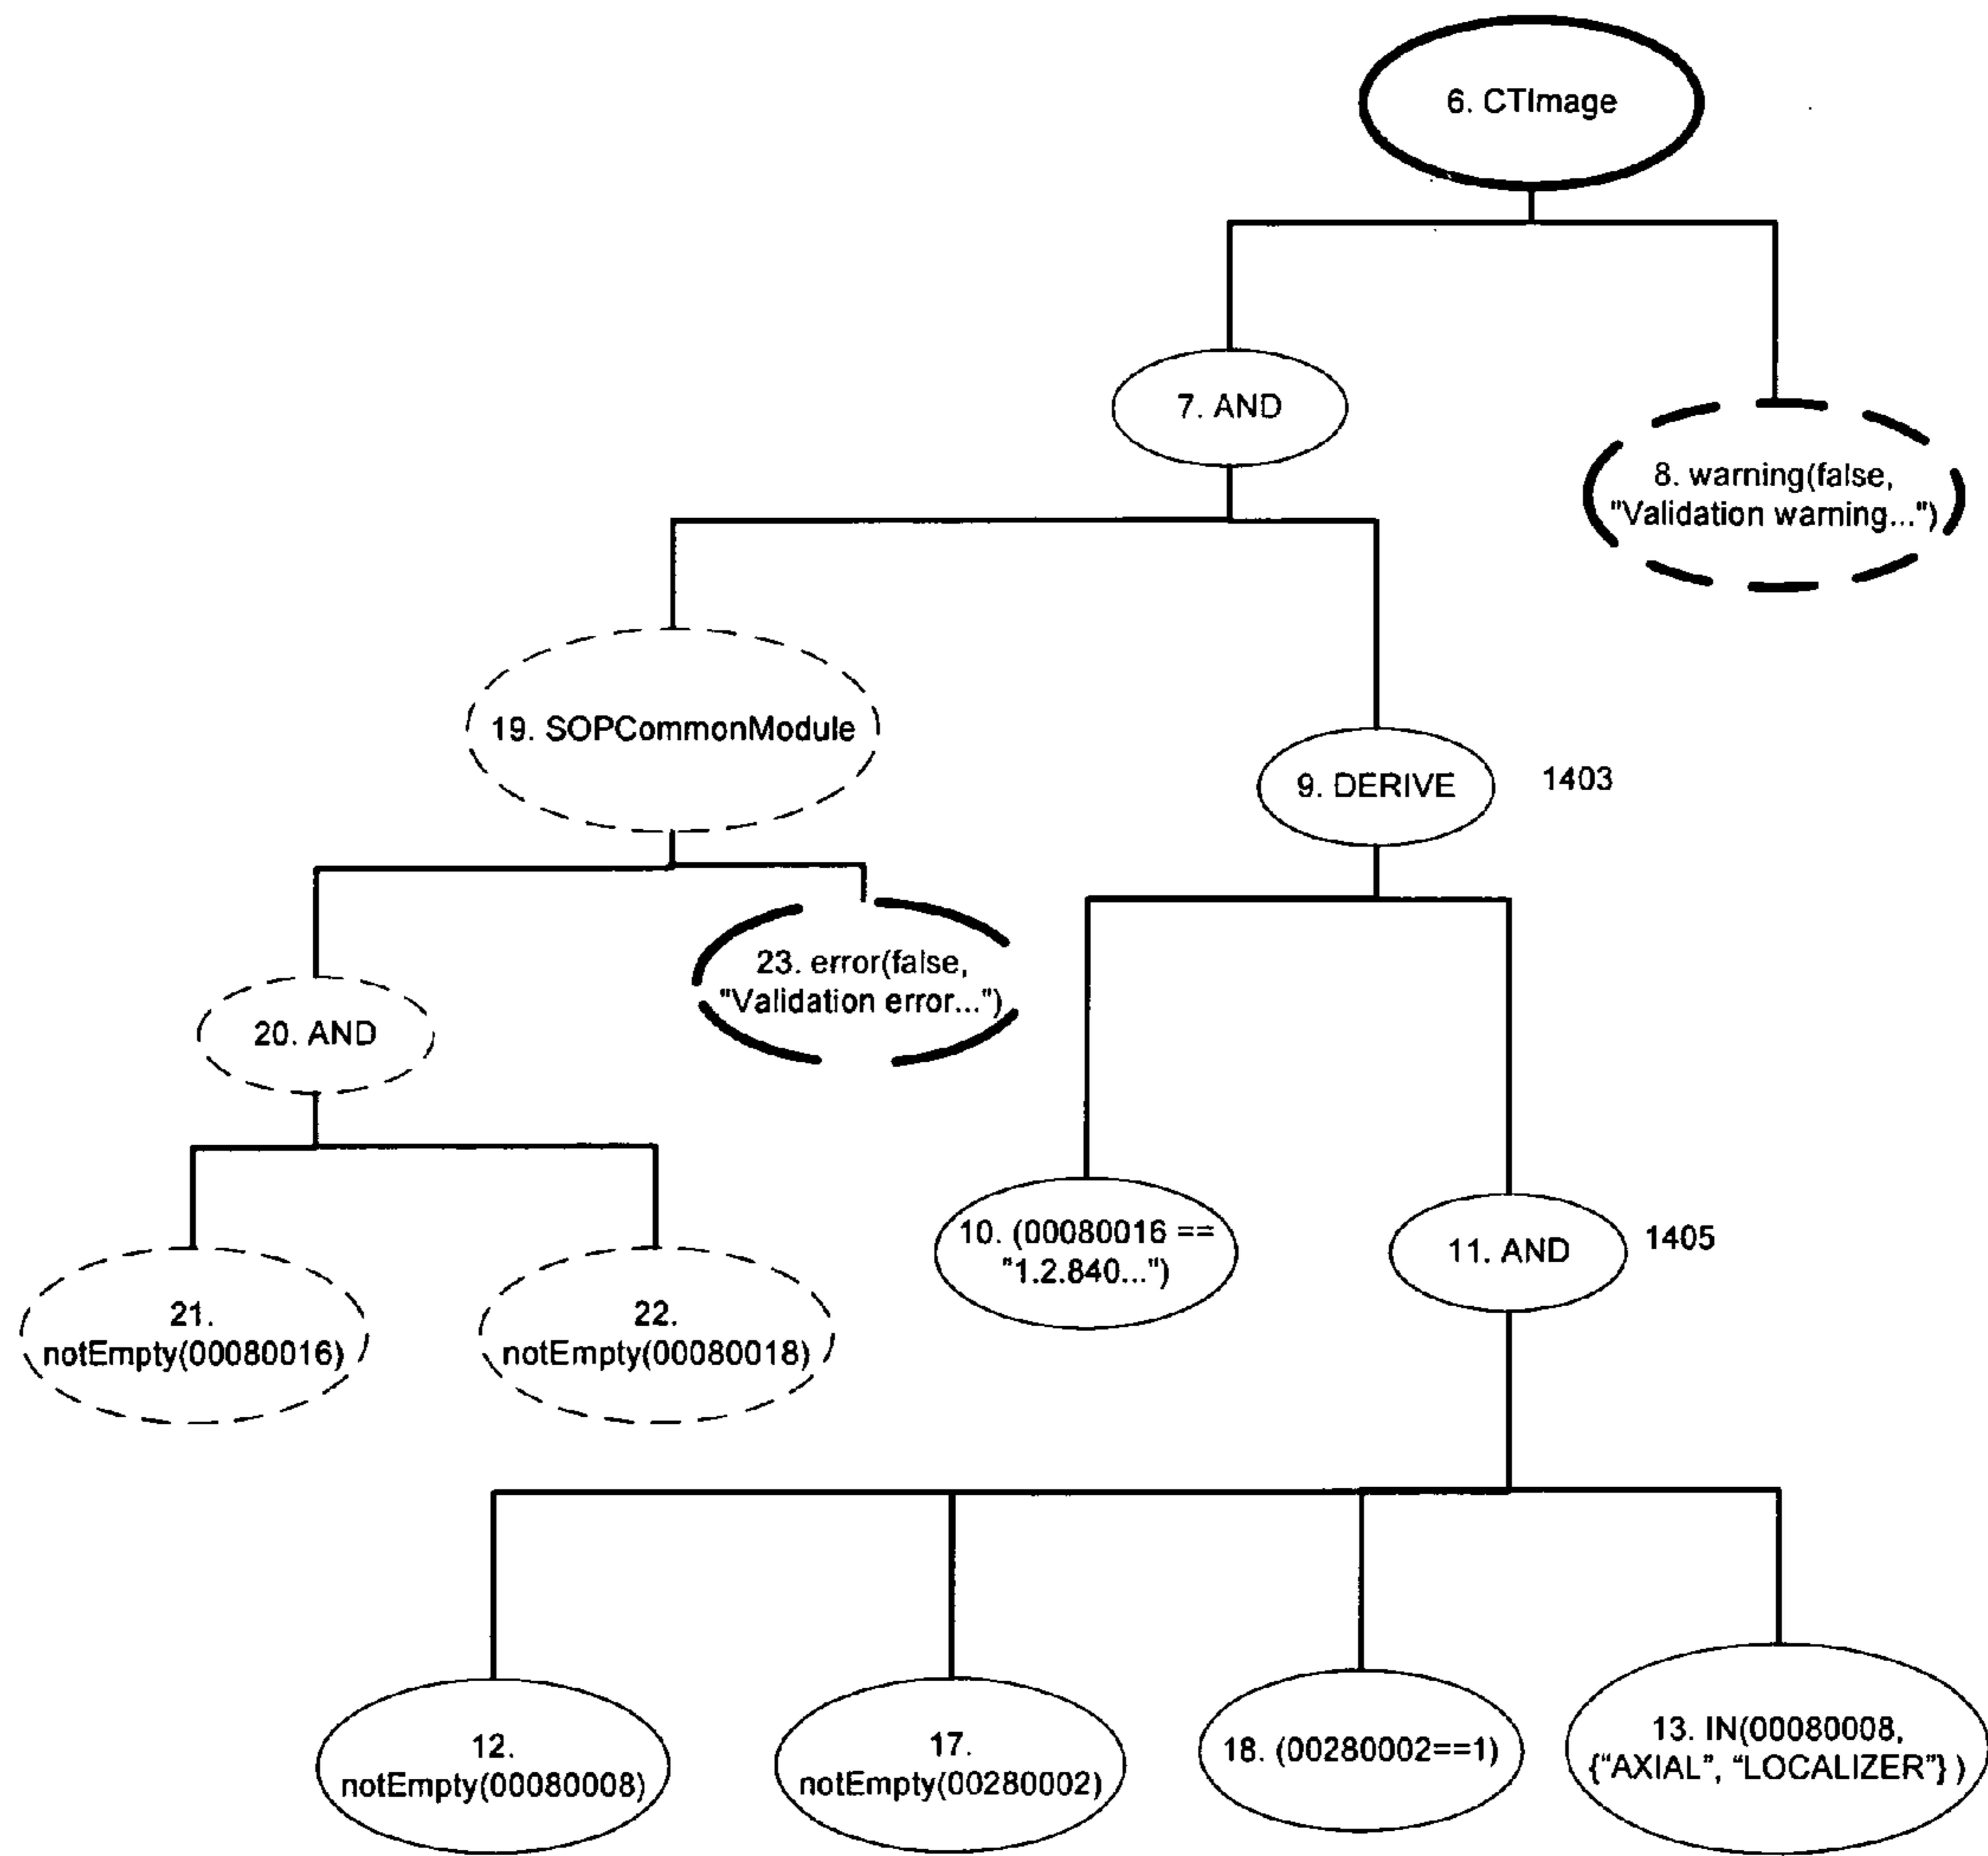 6. CTImage
7. AND
8. warning(false,
"Validation warning...")
19. SOPCommonModule
9. DERIVE
1403
23. error(false,
"Validation error...")
20. AND
10. (00080016 ==
"1.2.840...")
11. AND
1405
21.
notEmpty(00080016)
22.
notEmpty(00080018)
12.
notEmpty(00080008)
17.
notEmpty(00280002)
18. (00280002==1)
13. IN(00080008,
{“AXIAL”, “LOCALIZER”} )